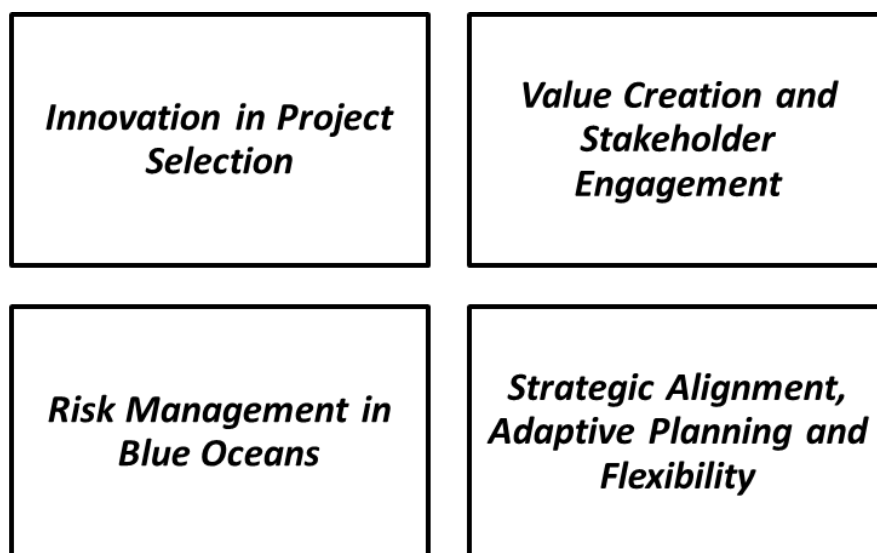 Innovation in Project
Selection
Value Creation and
Stakeholder
Engagement
Risk Management in
Blue Oceans
Strategic Alignment,
Adaptive Planning and
Flexibility